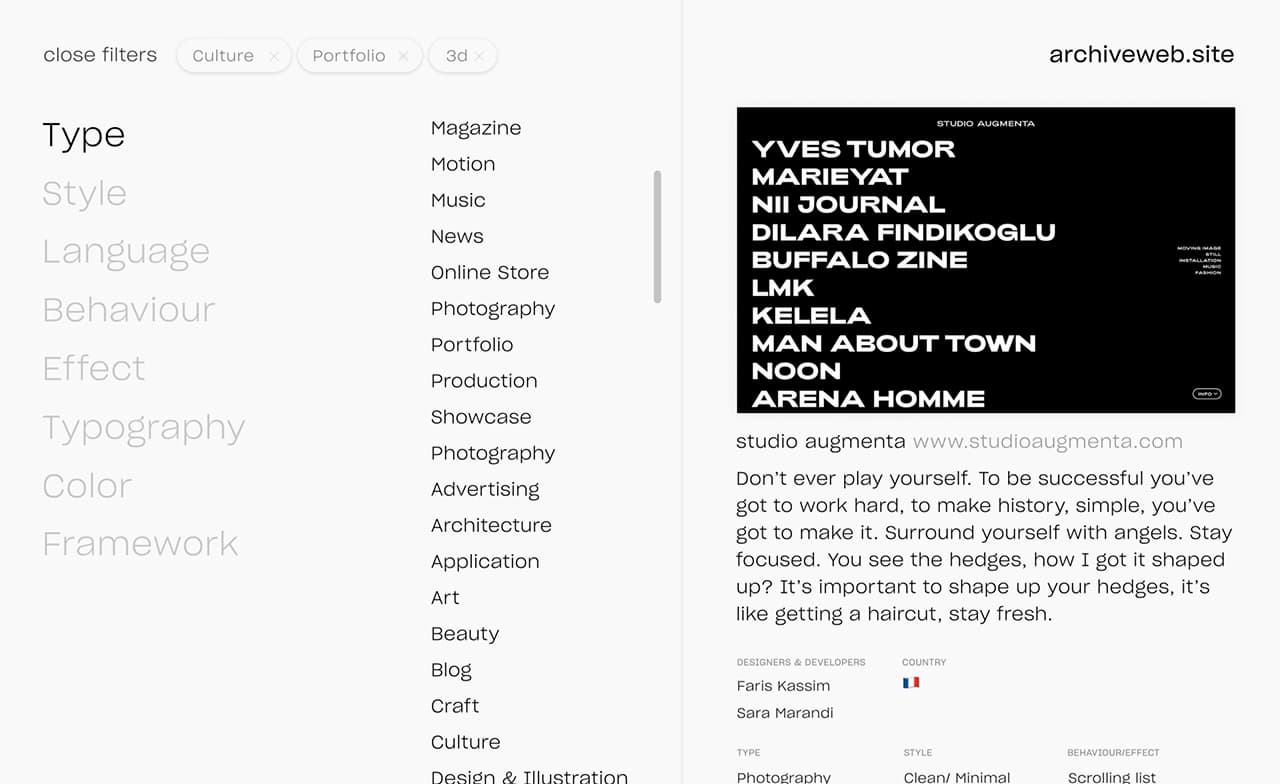 close filters
Culture ×
Portfolio ×
3d ×
Type
Style
Language
Behaviour
Effect
Typography
Color
Framework
Magazine
Motion
Music
News
Online Store
Photography
Portfolio
Production
Showcase
Photography
Advertising
Architecture
Application
Art
Beauty
Blog
Craft
Culture
Design & Illustration
archiveweb.site
STUDIO AUGMENTA
YVES TUMOR
MARIEYAT
NII JOURNAL
DILARA FINDIKOGLU
BUFFALO ZINE
LMK
KELELA
MAN ABOUT TOWN
NOON
ARENA HOMME
MOVING IMAGE
STILL
INSTALLATION
MUSIC
FASHION
INFO
studio augmenta www.studioaugmenta.com
Don’t ever play yourself. To be successful you’ve
got to work hard, to make history, simple, you’ve
got to make it. Surround yourself with angels. Stay
focused. You see the hedges, how I got it shaped
up? It’s important to shape up your hedges, it’s
like getting a haircut, stay fresh.
DESIGNERS & DEVELOPERS
Faris Kassim
Sara Marandi
COUNTRY
TYPE
Photography
STYLE
Clean/ Minimal
BEHAVIOUR/EFFECT
Scrolling list